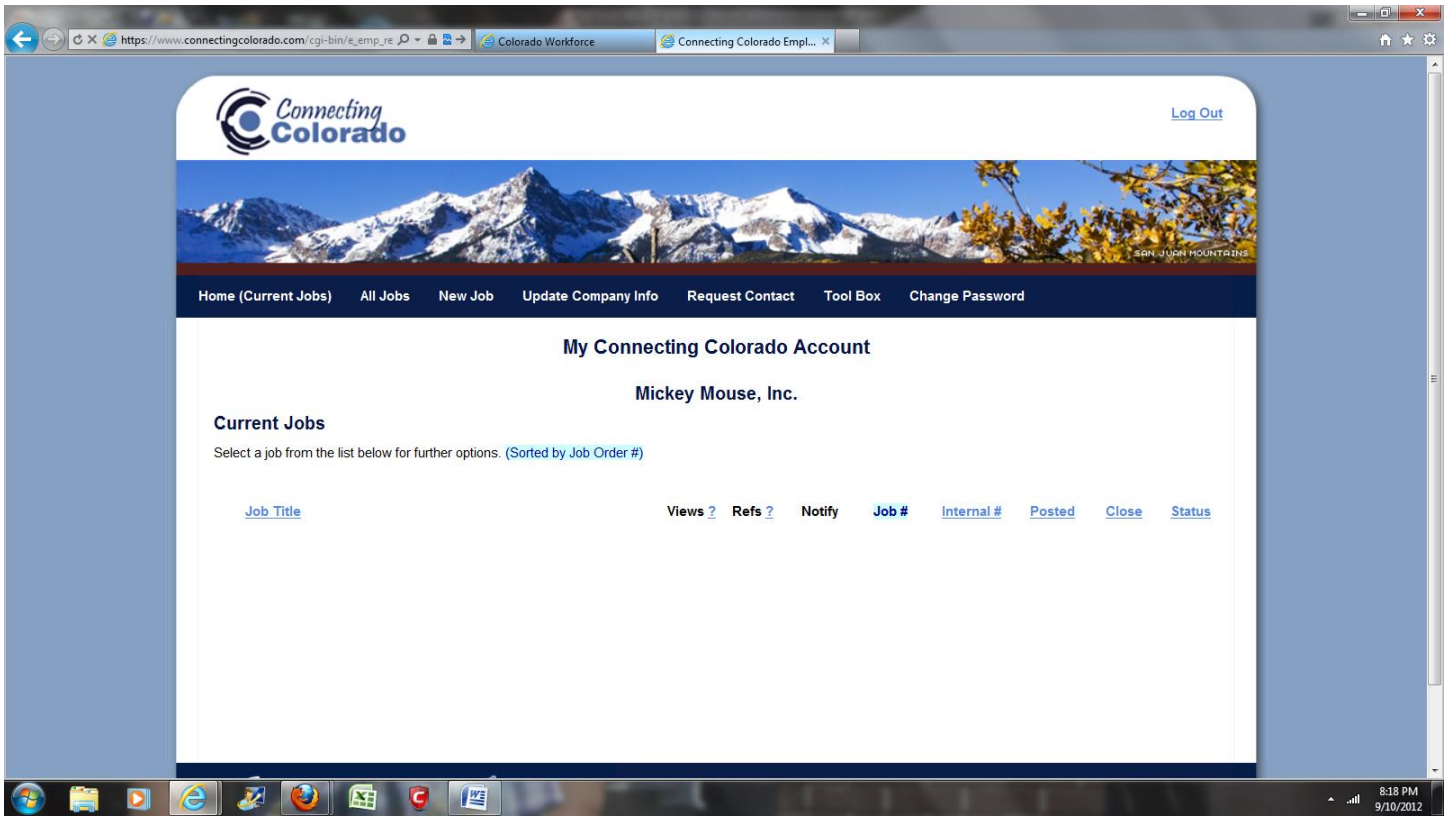 https://www.connectingcolorado.com/cgi-bin/e_emp_re
Colorado Workforce
Connecting Colorado Empl...
Connecting
Colorado
Log Out
SAN JUAN MOUNTAINS
Home (Current Jobs) All Jobs New Job Update Company Info Request Contact Tool Box Change Password
My Connecting Colorado Account
Mickey Mouse, Inc.
Current Jobs
Select a job from the list below for further options. (Sorted by Job Order #)
Job Title Views ? Refs ? Notify Job # Internal # Posted Close Status
8:18 PM
9/10/2012